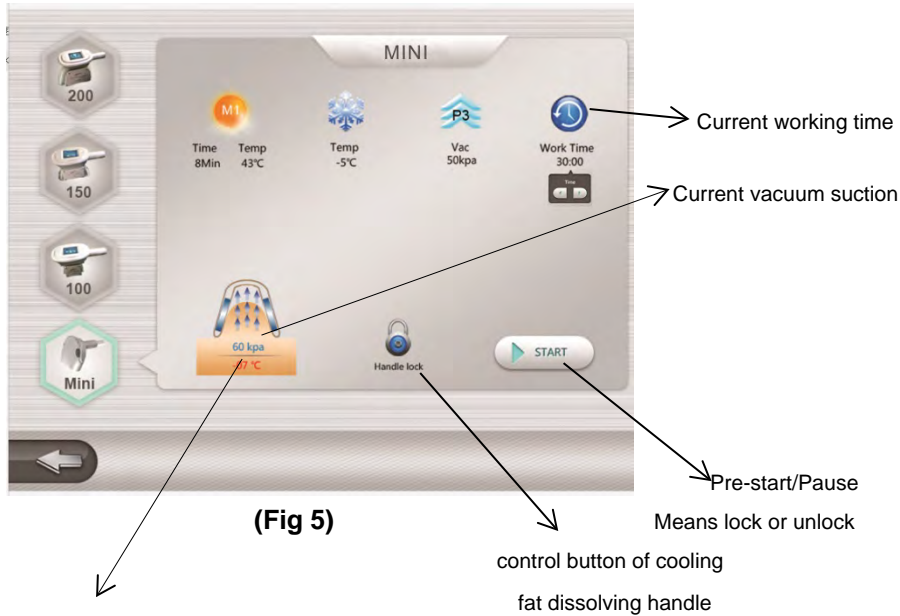 MINI
200
M1
P3
Time Temp
8Min 43℃
Temp
-5℃
Vac
50kpa
Work Time
30:00
Time
Current working time
150
Current vacuum suction
100
60 kpa
Handle lock
START
Mini
Pre-start/Pause
(Fig 5)
Means lock or unlock
control button of cooling
fat dissolving handle